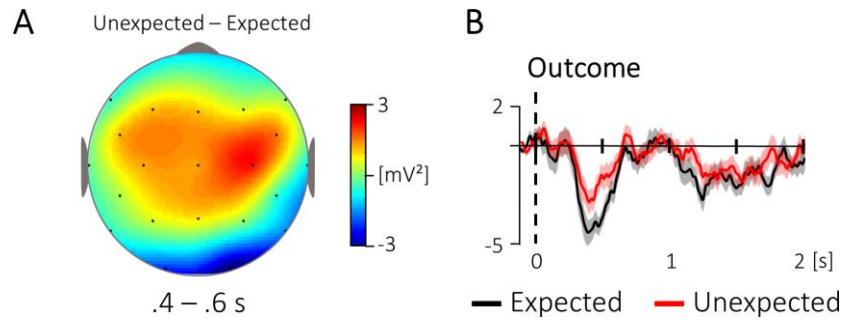 A
Unexpected – Expected
3
[mV²]
-3
.4 – .6 s
B
Outcome
2
-5
0 1 2 [s]
Expected Unexpected